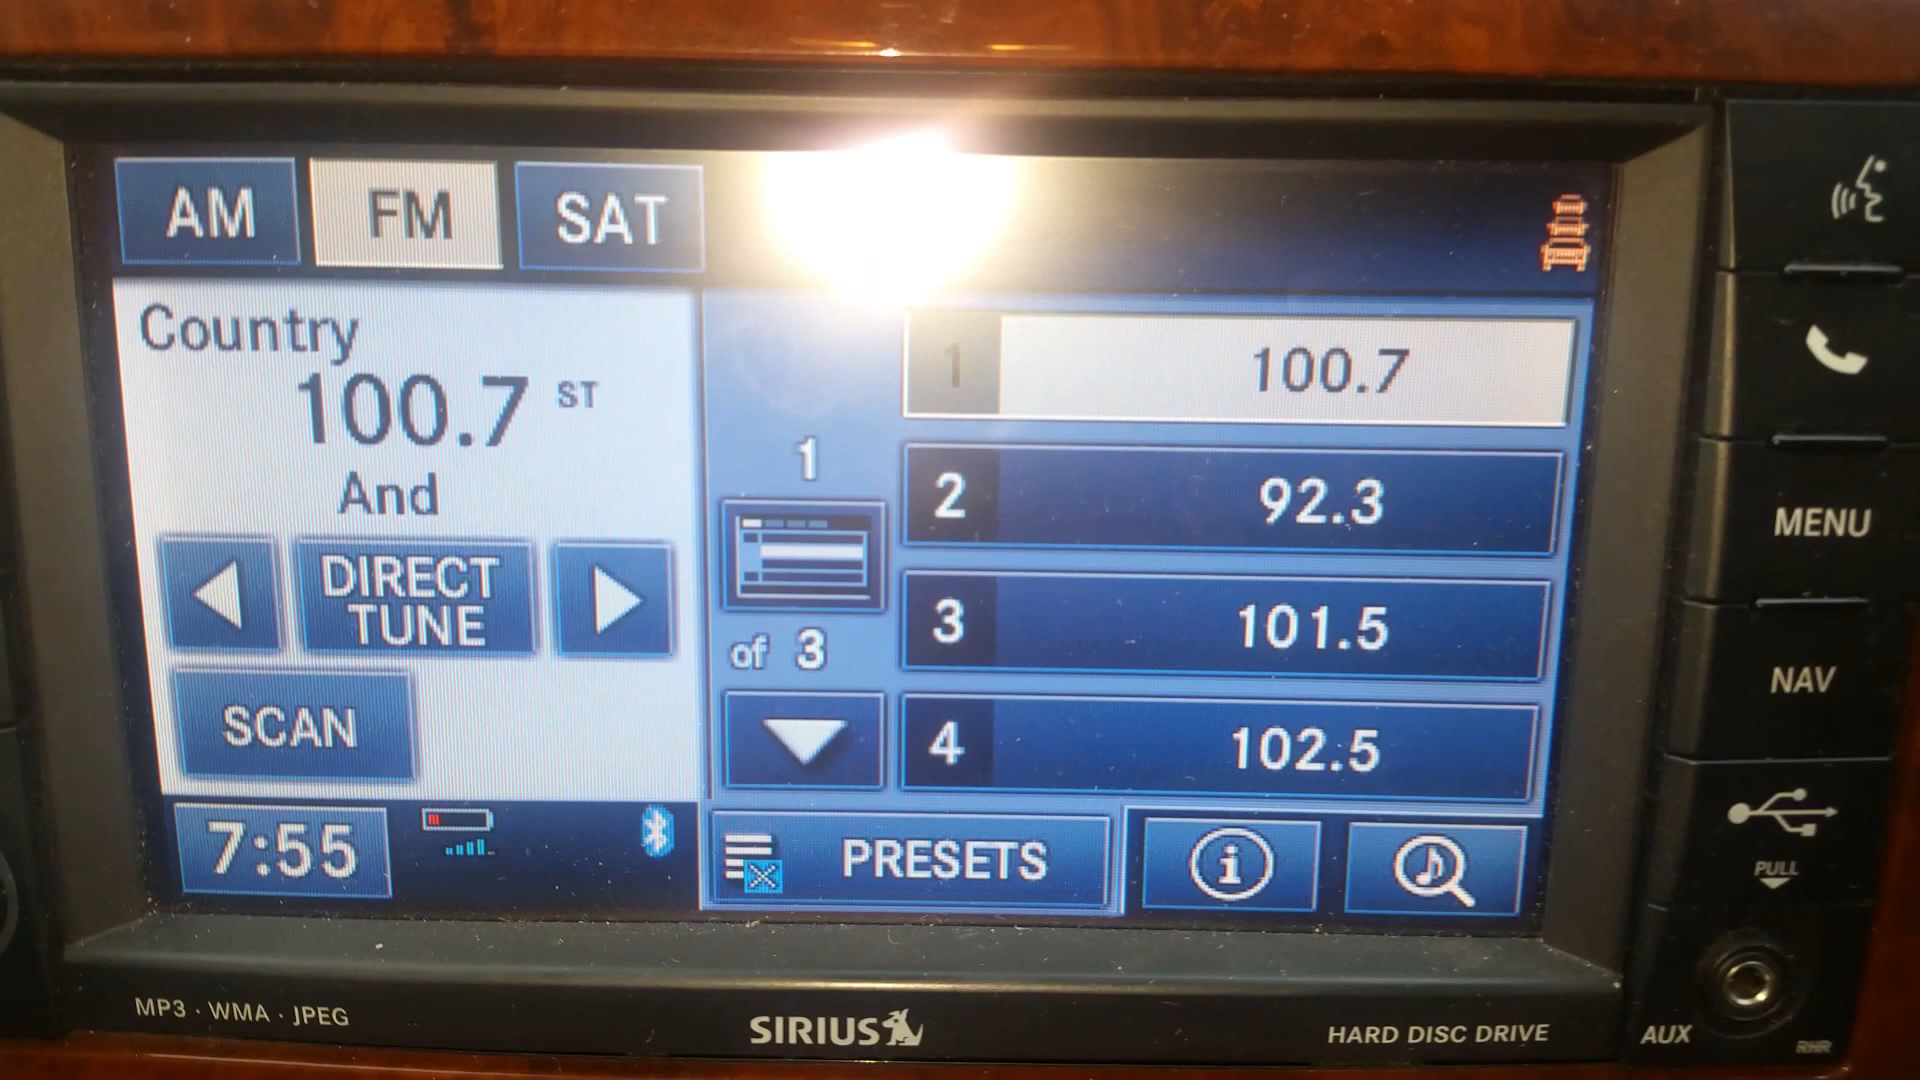 AM FM SAT
Country
100.7 ST
And
DIRECT
TUNE
SCAN
7:55
1
of 3
1 100.7
2 92.3
3 101.5
4 102.5
PRESETS
i
MENU
NAV
PULL
AUX
RHR
MP3 · WMA · JPEG
SIRIUS
HARD DISC DRIVE